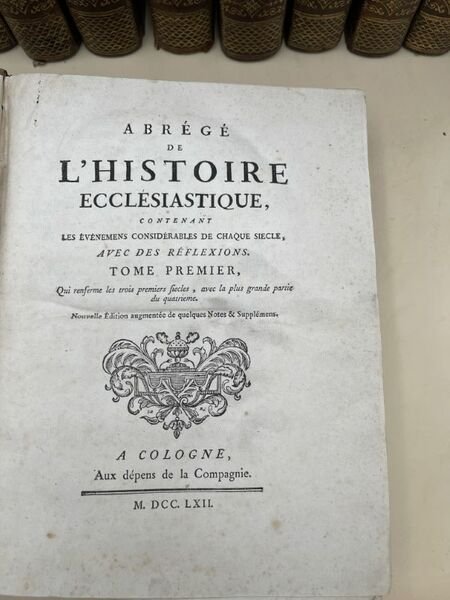 ABRÉGÉ
DE
L'HISTOIRE
ECCLÉSIASTIQUE,
CONTENANT
LES ÉVÉNEMENS CONSIDÉRABLES DE CHAQUE SIECLE,
AVEC DES RÉFLEXIONS.
TOME PREMIER,
Qui renferme les trois premiers siecles, avec la plus grande partie
du quatrieme.
Nouvelle Édition augmentée de quelques Notes & Supplémens.
A COLOGNE,
Aux dépens de la Compagnie.
M. DCC. LXII.